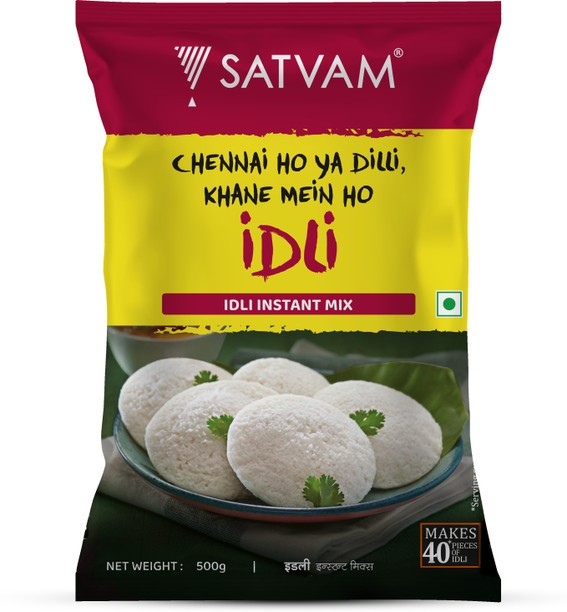 SATVAM®
CHENNAI HO YA DILLI,
KHANE MEIN HO
IDLI
IDLI INSTANT MIX
*Serving
MAKES
40* PIECES
OF
IDLI
NET WEIGHT : 500g | इडली इन्स्टन्ट मिक्स